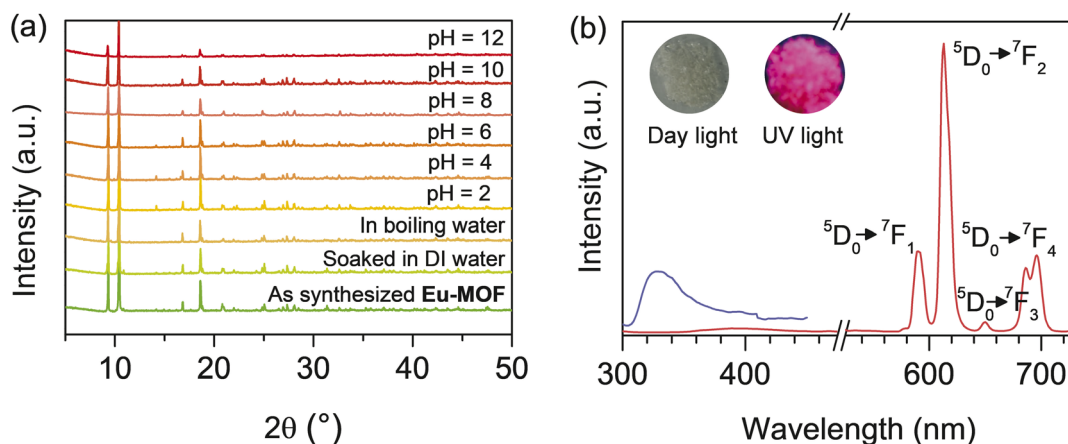 (a)
Intensity (a.u.)
pH = 12
pH = 10
pH = 8
pH = 6
pH = 4
pH = 2
In boiling water
Soaked in DI water
As synthesized Eu-MOF
10 20 30 40 50
2θ (°)
(b)
Intensity (a.u.)
Day light
UV light
⁵D₀→⁷F₂
⁵D₀→⁷F₁
⁵D₀→⁷F₄
⁵D₀→⁷F₃
300 400 600 700
Wavelength (nm)